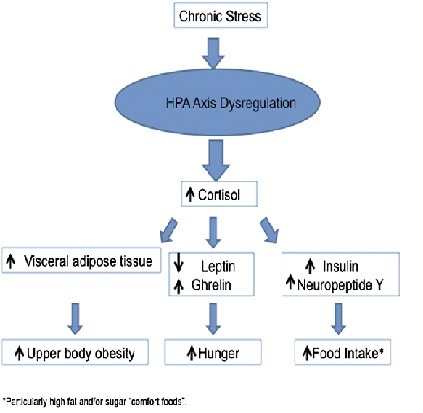 Chronic Stress
HPA Axis Dysregulation
↑ Cortisol
↑ Visceral adipose tissue
↓ Leptin
↑ Ghrelin
↑ Insulin
↑ Neuropeptide Y
↑ Upper body obesity
↑ Hunger
↑ Food Intake*
*Particularly high fat and/or sugar "comfort foods".